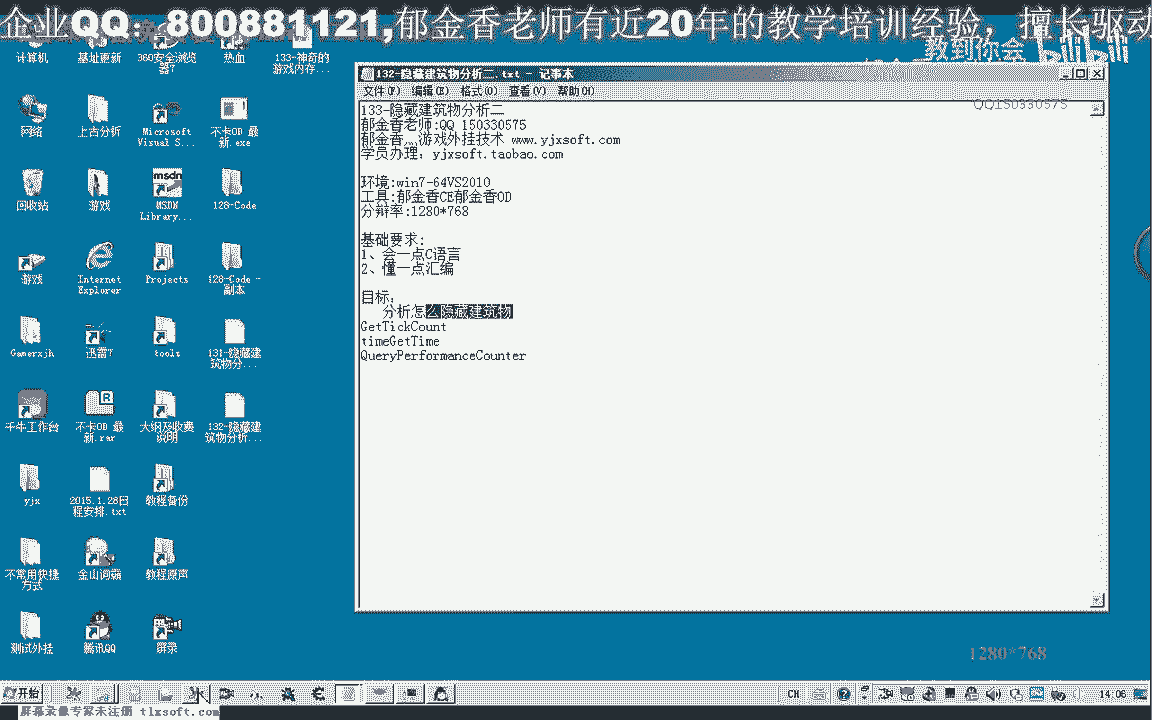 企业QQ：800881121,郁金香老师有近20年的教学培训经验，擅长驱动
教到你会
bilibili
计算机
基址更新
360安全浏览器7
热血
133-神奇的游戏内存...
网络
上古分析
Microsoft Visual S...
不卡OD 最新.exe
回收站
游戏
MSDN Library...
128-Code
游戏
Internet Explorer
Projects
128-Code - 副本
Gamerxjh
迅雷7
tools
131-隐藏建筑物分...
千牛工作台
不卡OD 最新.rar
大纲及收费说明
132-隐藏建筑物分析...
yjx
2015.1.28日程安排.txt
教程备份
不常用快捷方式
金山词霸
教程原声
测试外挂
腾讯QQ
屏录
132-隐藏建筑物分析二.txt - 记事本
文件(F) 编辑(E) 格式(O) 查看(V) 帮助(H)
QQ150330575
133-隐藏建筑物分析二
郁金香老师:QQ 150330575
郁金香灬游戏外挂技术 www.yjxsoft.com
学员办理：yjxsoft.taobao.com
环境:win7-64VS2010
工具:郁金香CE郁金香OD
分辩率:1280*768
基础要求:
1、会一点C语言
2、懂一点汇编
目标：
分析怎么隐藏建筑物
GetTickCount
timeGetTime
QueryPerformanceCounter
1280*768
开始
CH
14:06
屏幕录像专家未注册 tlxsoft.com